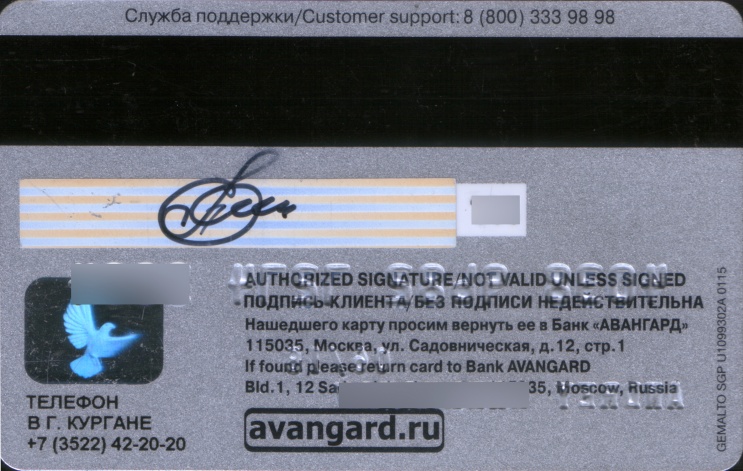 Служба поддержки/Customer support: 8 (800) 333 98 98
AUTHORIZED SIGNATURE/NOT VALID UNLESS SIGNED
ПОДПИСЬ КЛИЕНТА/БЕЗ ПОДПИСИ НЕДЕЙСТВИТЕЛЬНА
Нашедшего карту просим вернуть ее в Банк «АВАНГАРД»
115035, Москва, ул. Садовническая, д.12, стр.1
If found please return card to Bank AVANGARD
Bld.1, 12 Moscow, Russia
ТЕЛЕФОН
В Г. КУРГАНЕ
+7 (3522) 42-20-20
avangard.ru
GEMALTO SGP U1099302A 0115